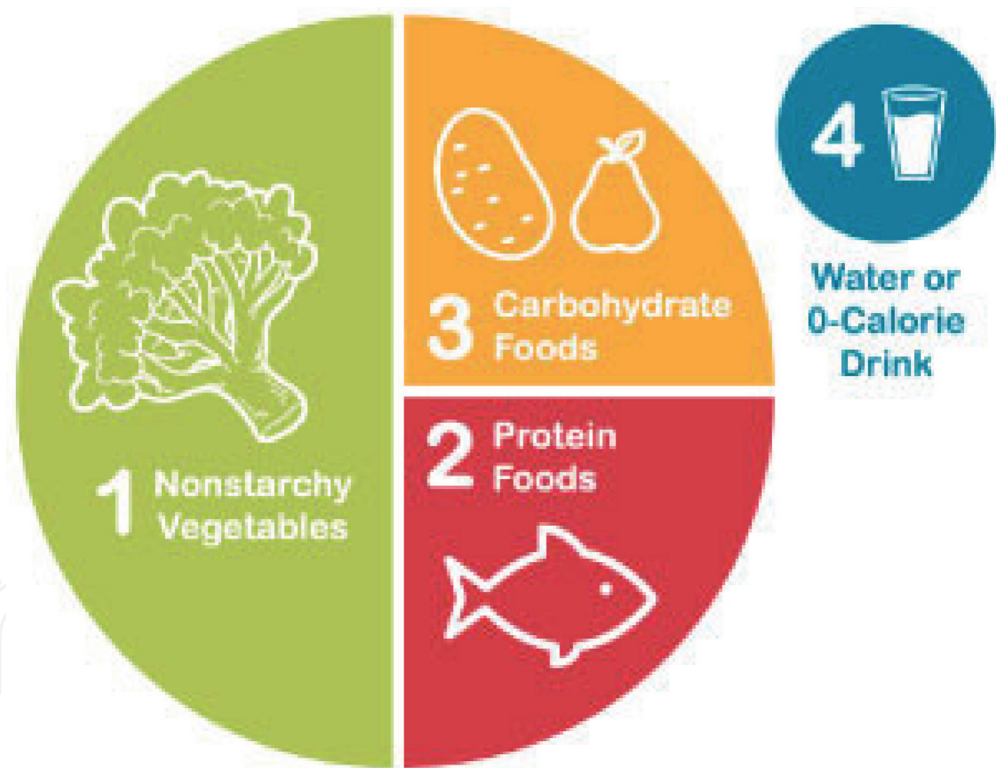 1 Nonstarchy
Vegetables
2 Protein
Foods
3 Carbohydrate
Foods
4
Water or
0-Calorie
Drink